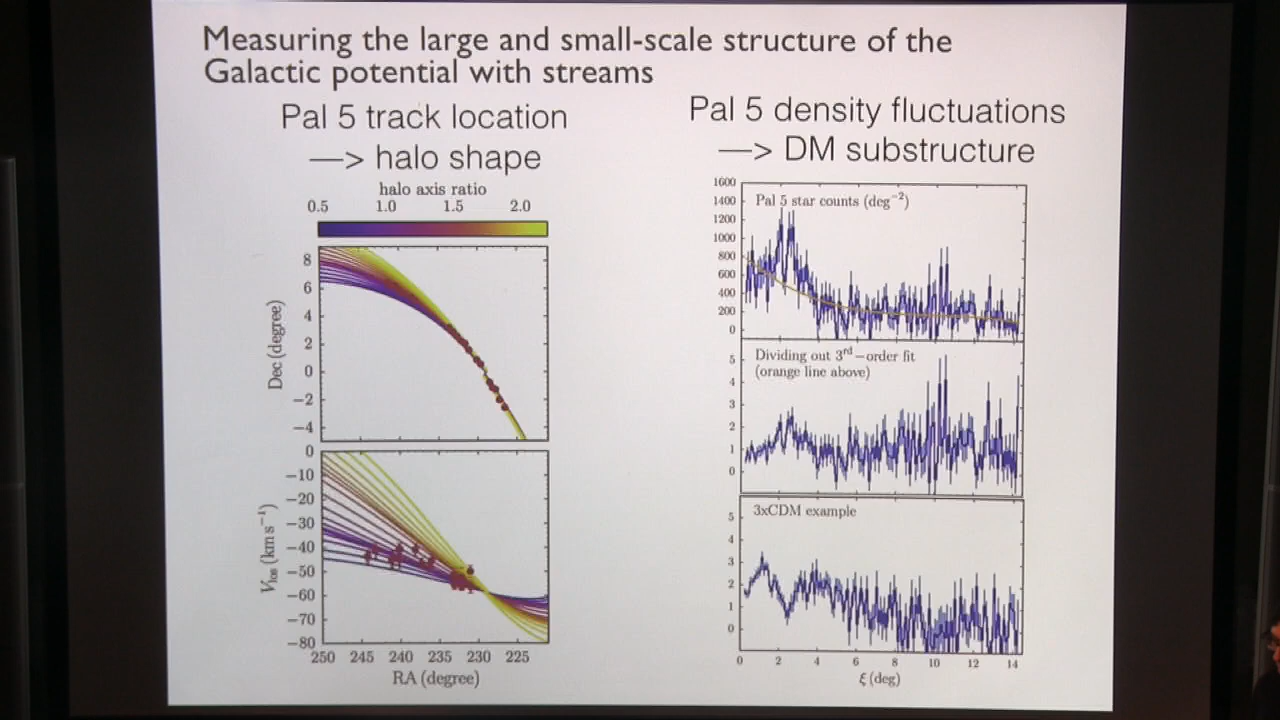 Measuring the large and small-scale structure of the
Galactic potential with streams
Pal 5 track location
—> halo shape
halo axis ratio
0.5 1.0 1.5 2.0
8
6
4
2
0
−2
−4
Dec (degree)
0
−10
−20
−30
−40
−50
−60
−70
−80
V_los (km s⁻¹)
250 245 240 235 230 225
RA (degree)
Pal 5 density fluctuations
—> DM substructure
1600
1400
1200
1000
800
600
400
200
0
Pal 5 star counts (deg⁻²)
5
4
3
2
1
0
Dividing out 3rd−order fit
(orange line above)
5
4
3
2
1
0
3xCDM example
0 2 4 6 8 10 12 14
ξ (deg)